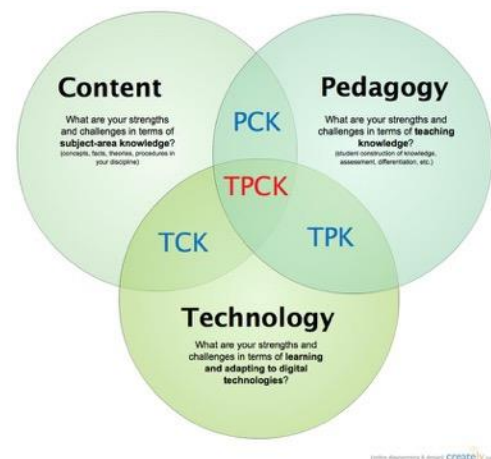 Content
What are your strengths
and challenges in terms of
subject-area knowledge?
(concepts, facts, theories, procedures in
your discipline)
Pedagogy
What are your strengths and
challenges in terms of teaching
knowledge?
(student construction of knowledge,
assessment, differentiation, etc.)
PCK
TPCK
TCK
TPK
Technology
What are your strengths and
challenges in terms of learning
and adapting to digital
technologies?
create